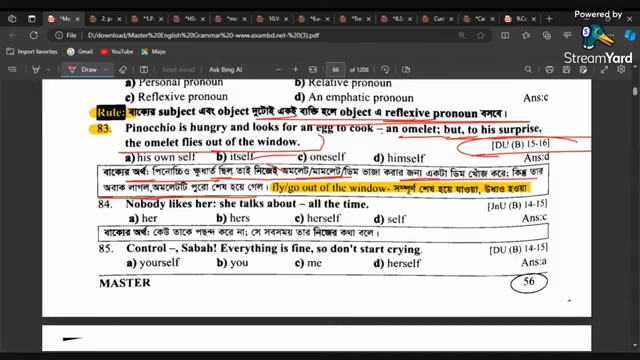 Powered by
StreamYard
File C:/Downloads/Master%20English%20Grammar-www.exambd.net-(3).pdf
Import favorites Gmail YouTube Maps
Draw Ask Bing AI 66 of 1208
a) Personal pronoun b) Relative pronoun
c) Reflexive pronoun d) An emphatic pronoun Ans:c
Rule: বাক্যের subject এবং object দুটোই একই ব্যক্তি হলে object এ reflexive pronoun বসবে।
83. Pinocchio is hungry and looks for an egg to cook – an omelet; but, to his surprise,
the omelet flies out of the window. [DU (B) 15-16]
a) his own self b) itself c) oneself d) himself Ans:d
বাক্যের অর্থ: পিনোচ্চিও ক্ষুধার্ত ছিল তাই নিজেই অমলেট/মামলেট/ডিম ভাজা করার জন্য একটা ডিম খোঁজ করে; কিন্তু তার
অবাক লাগল, অমলেটটি পুরো শেষ হয়ে গেল। fly/go out of the window- সম্পূর্ণ শেষ হয়ে যাওয়া, উধাও হওয়া
84. Nobody likes her: she talks about – all the time. [JnU (B) 14-15]
a) her b) hers c) herself d) self Ans:c
বাক্যের অর্থ: কেউ তাকে পছন্দ করে না; সে সবসময় তার নিজের কথা বলে।
85. Control –, Sabah! Everything is fine, so don't start crying. [DU (B) 14-15]
a) yourself b) you c) me d) herself Ans:a
MASTER 56